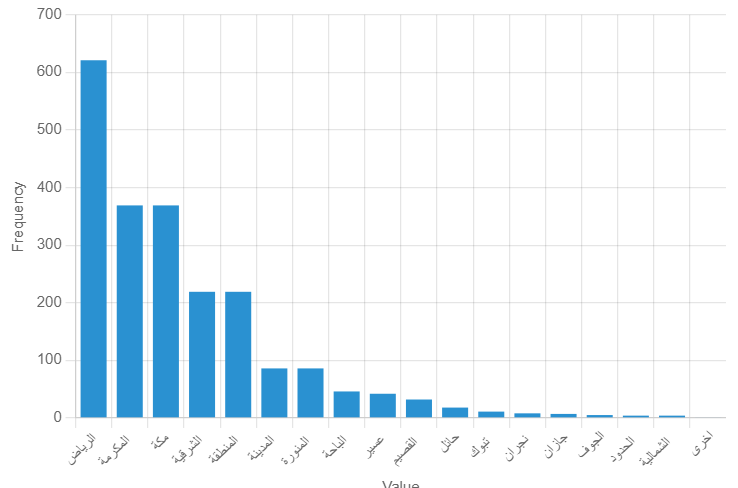 700
600
500
400
300
200
100
0
Frequency
الرياض
المكرمة
مكة
الشرقية
المنطقة
المدينة
المنورة
الباحة
عسير
القصيم
حائل
تبوك
نجران
جازان
الجوف
الحدود
الشمالية
اخرى
Value